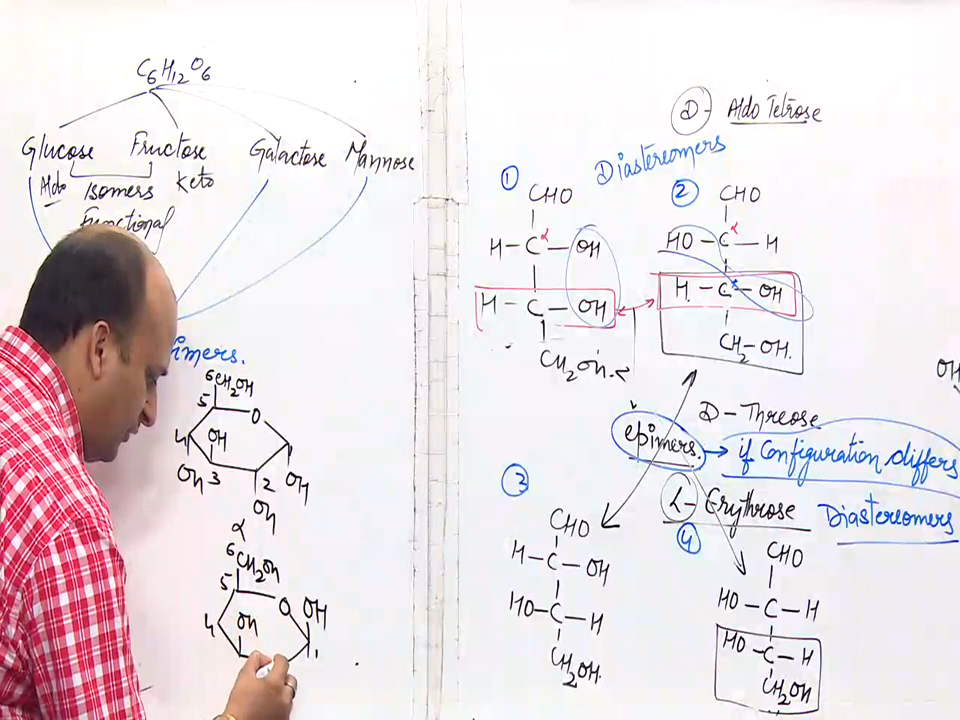 C6H12O6
Glucose Fructose Galactose Mannose
Aldo Isomers Keto
Functional
imers.
6CH2OH
5 O
4 OH
OH 3 2 OH
OH
α
6CH2OH
5 O OH
4 OH
1
D- Aldo Tetrose
Diastereomers
1
CHO
H-C α-OH
H-C-OH
CH2OH
2
CHO
HO-C α-H
H-C*-OH
CH2-OH.
D-Threose
OH
epimers. → if Configuration differs
L-Erythrose Diastereomers
3
CHO
H-C-OH
HO-C-H
CH2OH.
4
CHO
HO-C-H
HO-C-H
CH2OH